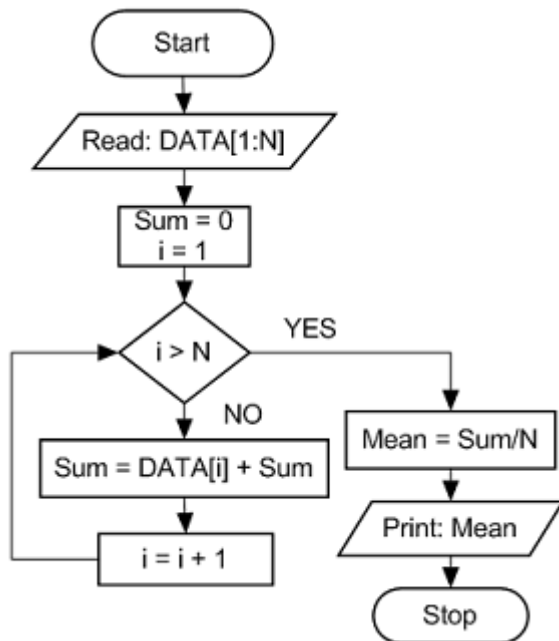 Start
Read: DATA[1:N]
Sum = 0
i = 1
i > N
YES
NO
Sum = DATA[i] + Sum
i = i + 1
Mean = Sum/N
Print: Mean
Stop